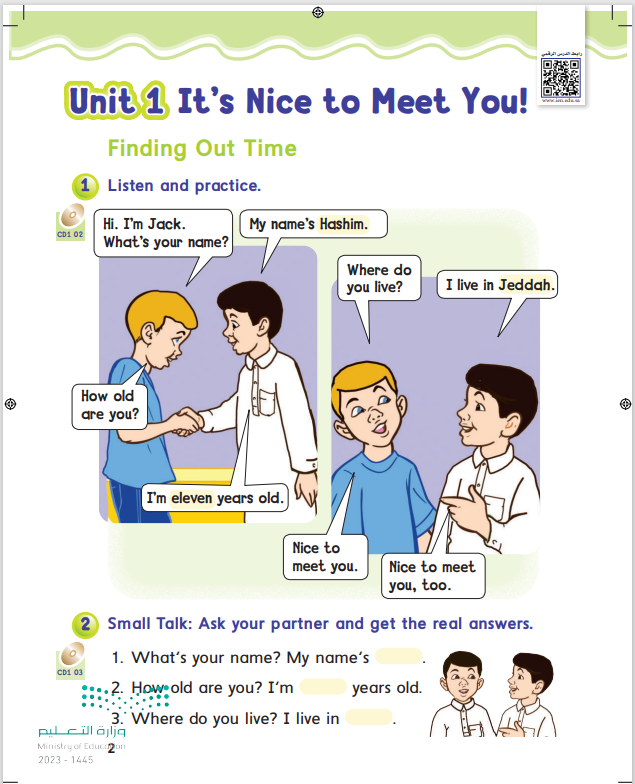 رابط الدرس الرقمي
www.ien.edu.sa
Unit 1 It's Nice to Meet You!
Finding Out Time
1 Listen and practice.
CD1 02
Hi. I'm Jack.
What's your name?
My name's Hashim.
How old
are you?
I'm eleven years old.
Where do
you live?
I live in Jeddah.
Nice to
meet you.
Nice to meet
you, too.
2 Small Talk: Ask your partner and get the real answers.
CD1 03
1. What's your name? My name's .
2. How old are you? I'm years old.
3. Where do you live? I live in .
وزارة التعليم
Ministry of Education
2
2023 - 1445